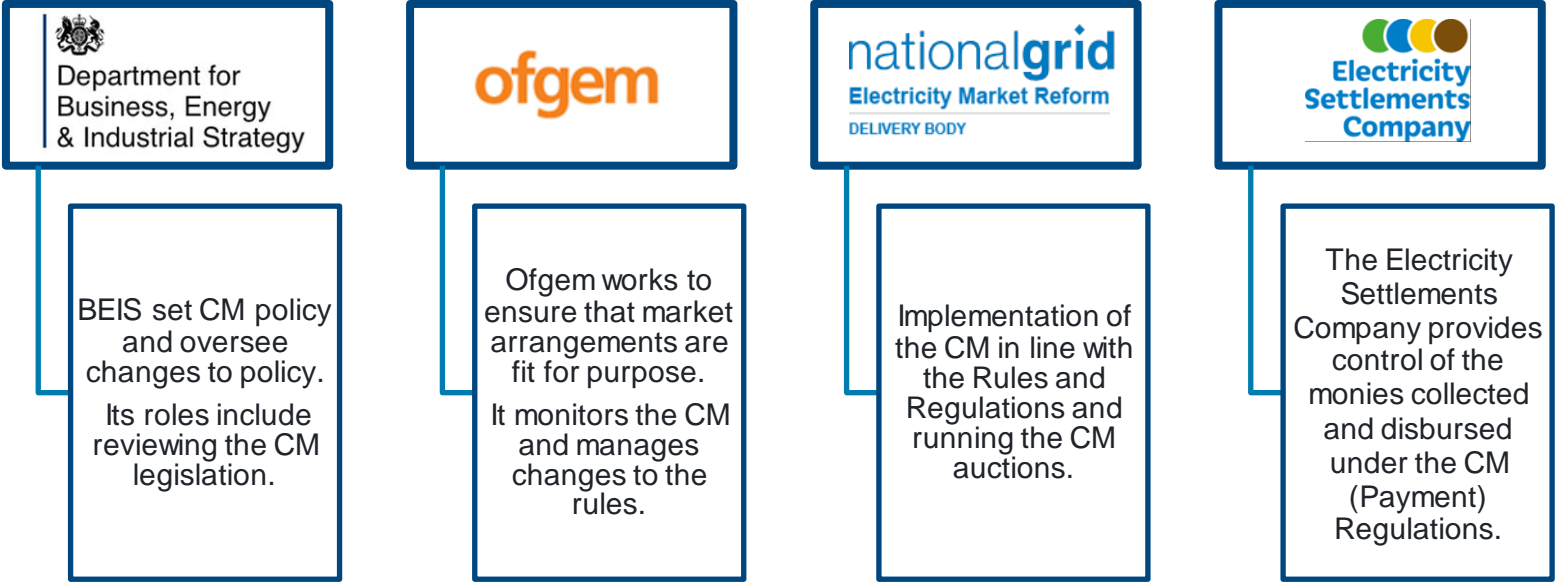 Department for
Business, Energy
& Industrial Strategy
BEIS set CM policy
and oversee
changes to policy.
Its roles include
reviewing the CM
legislation.
ofgem
Ofgem works to
ensure that market
arrangements are
fit for purpose.
It monitors the CM
and manages
changes to the
rules.
nationalgrid
Electricity Market Reform
DELIVERY BODY
Implementation of
the CM in line with
the Rules and
Regulations and
running the CM
auctions.
Electricity
Settlements
Company
The Electricity
Settlements
Company provides
control of the
monies collected
and disbursed
under the CM
(Payment)
Regulations.